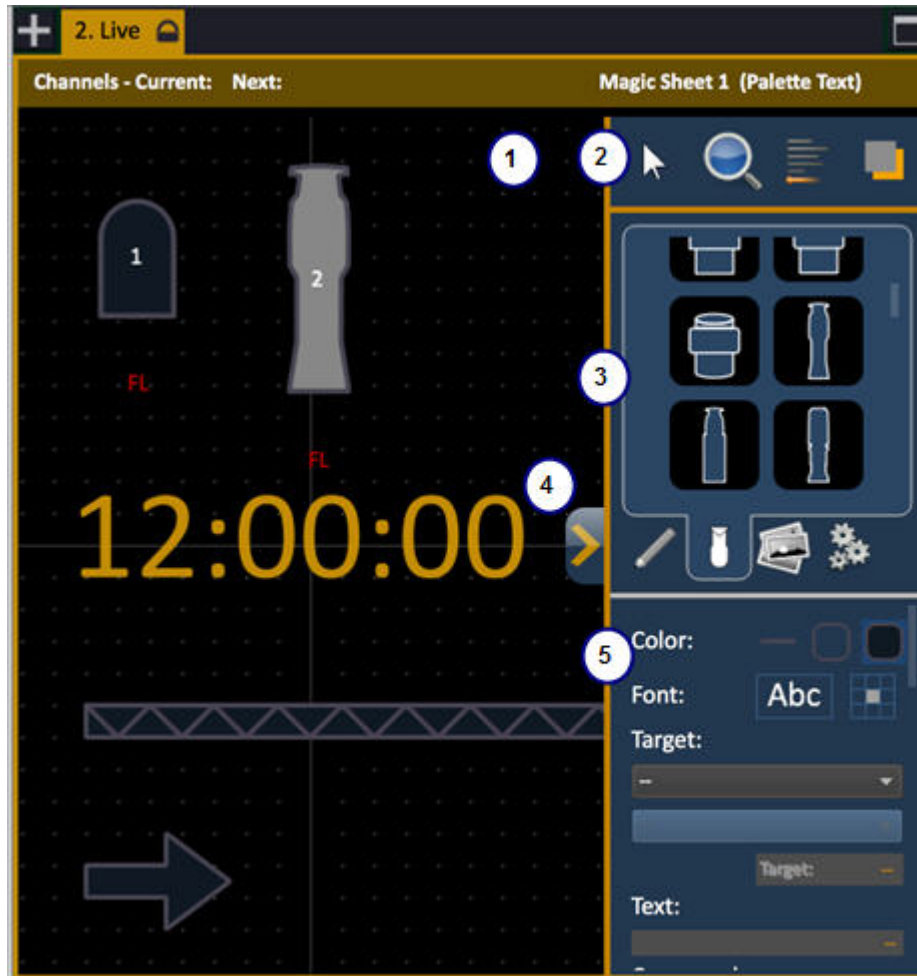 2. Live
Channels - Current: Next:
Magic Sheet 1 (Palette Text)
1
2
1
2
3
FL
FL
4
12:00:00
5
Color:
Font:
Abc
Target:
--
Target:
Text: